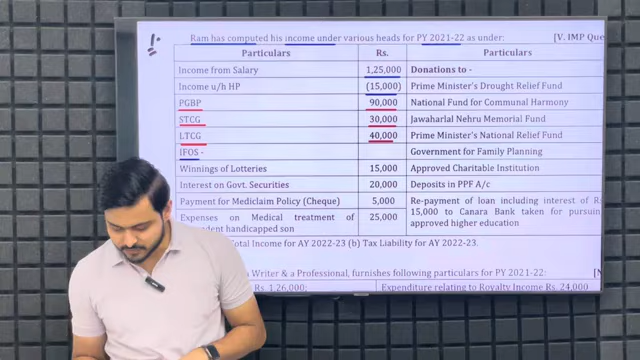 1.
Ram has computed his income under various heads for PY 2021-22 as under: [V. IMP Que
Particulars Rs. Particulars
Income from Salary 1,25,000 Donations to -
Income u/h HP (15,000) Prime Minister's Drought Relief Fund
PGBP 90,000 National Fund for Communal Harmony
STCG 30,000 Jawaharlal Nehru Memorial Fund
LTCG 40,000 Prime Minister's National Relief Fund
IFOS - Government for Family Planning
Winnings of Lotteries 15,000 Approved Charitable Institution
Interest on Govt. Securities 20,000 Deposits in PPF A/c
Payment for Mediclaim Policy (Cheque) 5,000 Re-payment of loan including interest of Rs
15,000 to Canara Bank taken for pursuin
Expenses on Medical treatment of 25,000 approved higher education
handicapped son
Total Income for AY 2022-23 (b) Tax Liability for AY 2022-23.
a Writer & a Professional, furnishes following particulars for PY 2021-22:
Rs. 1,26,000 Expenditure relating to Royalty Income Rs. 24,000